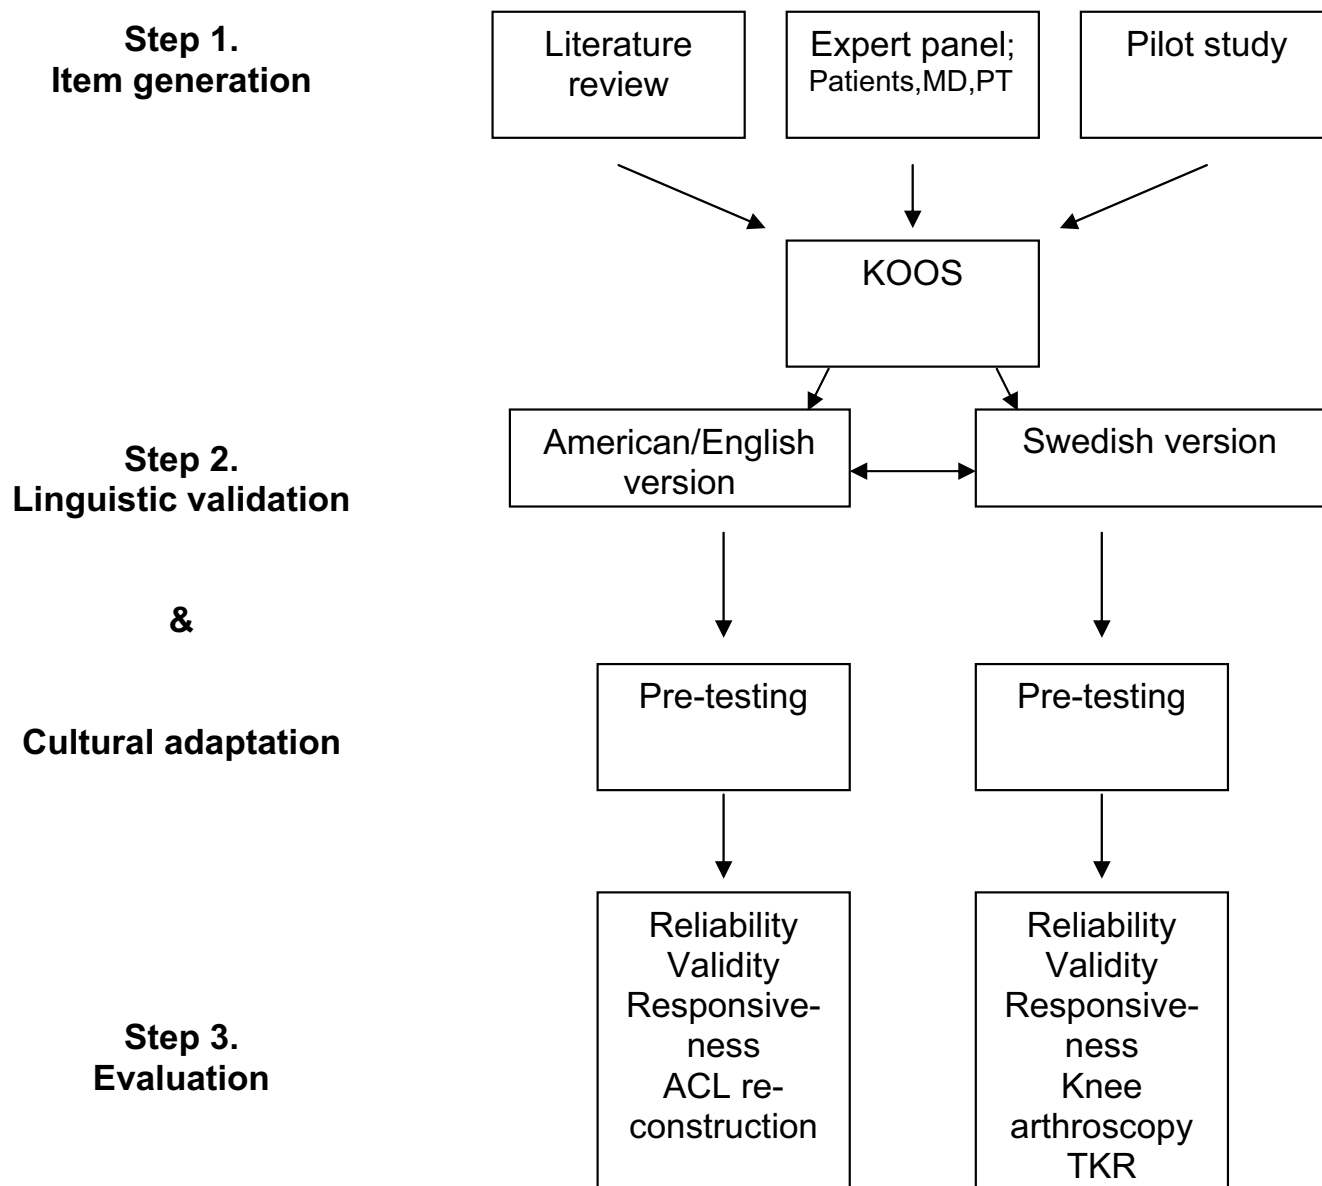 Step 1.
Item generation
Literature
review
Expert panel;
Patients,MD,PT
Pilot study
KOOS
Step 2.
Linguistic validation
&
Cultural adaptation
American/English
version
Swedish version
Pre-testing
Pre-testing
Step 3.
Evaluation
Reliability
Validity
Responsive-
ness
ACL re-
construction
Reliability
Validity
Responsive-
ness
Knee
arthroscopy
TKR